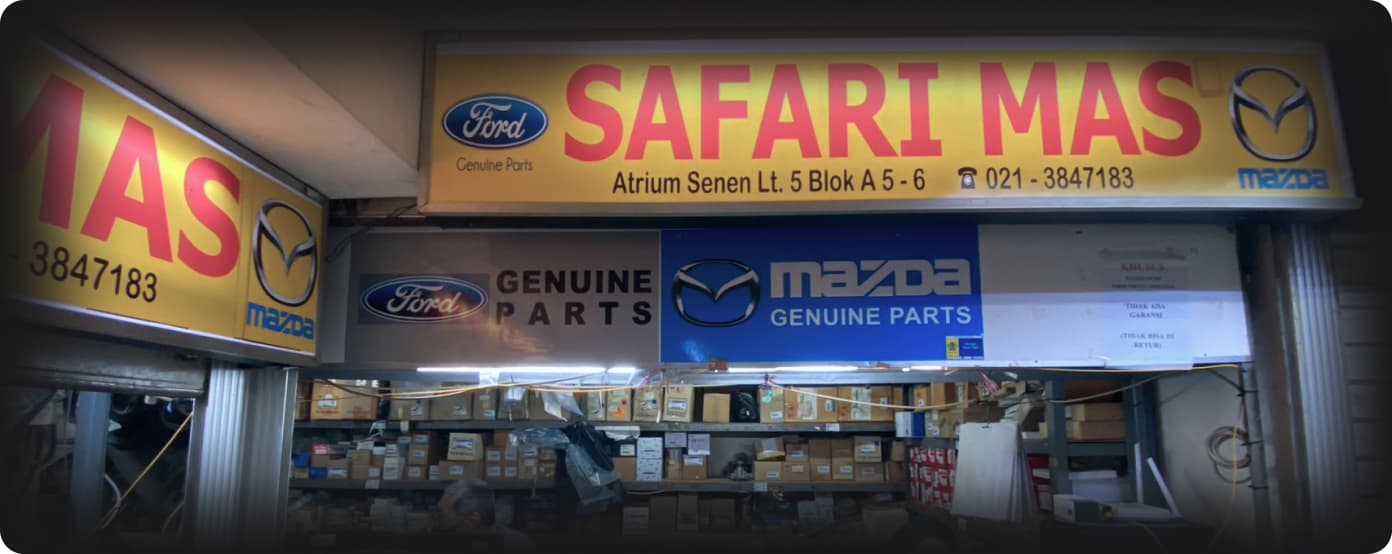 MAS
- 3847183
mazda
Ford
Genuine Parts
SAFARI MAS
Atrium Senen Lt. 5 Blok A 5 - 6 ☎ 021 - 3847183
mazda
Ford
GENUINE
PARTS
mazda
GENUINE PARTS
TIDAK ADA
GARANSI
(TIDAK BISA DI
RETUR)